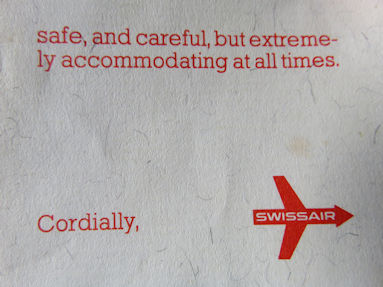 safe, and careful, but extreme-
ly accommodating at all times.
Cordially,
SWISSAIR